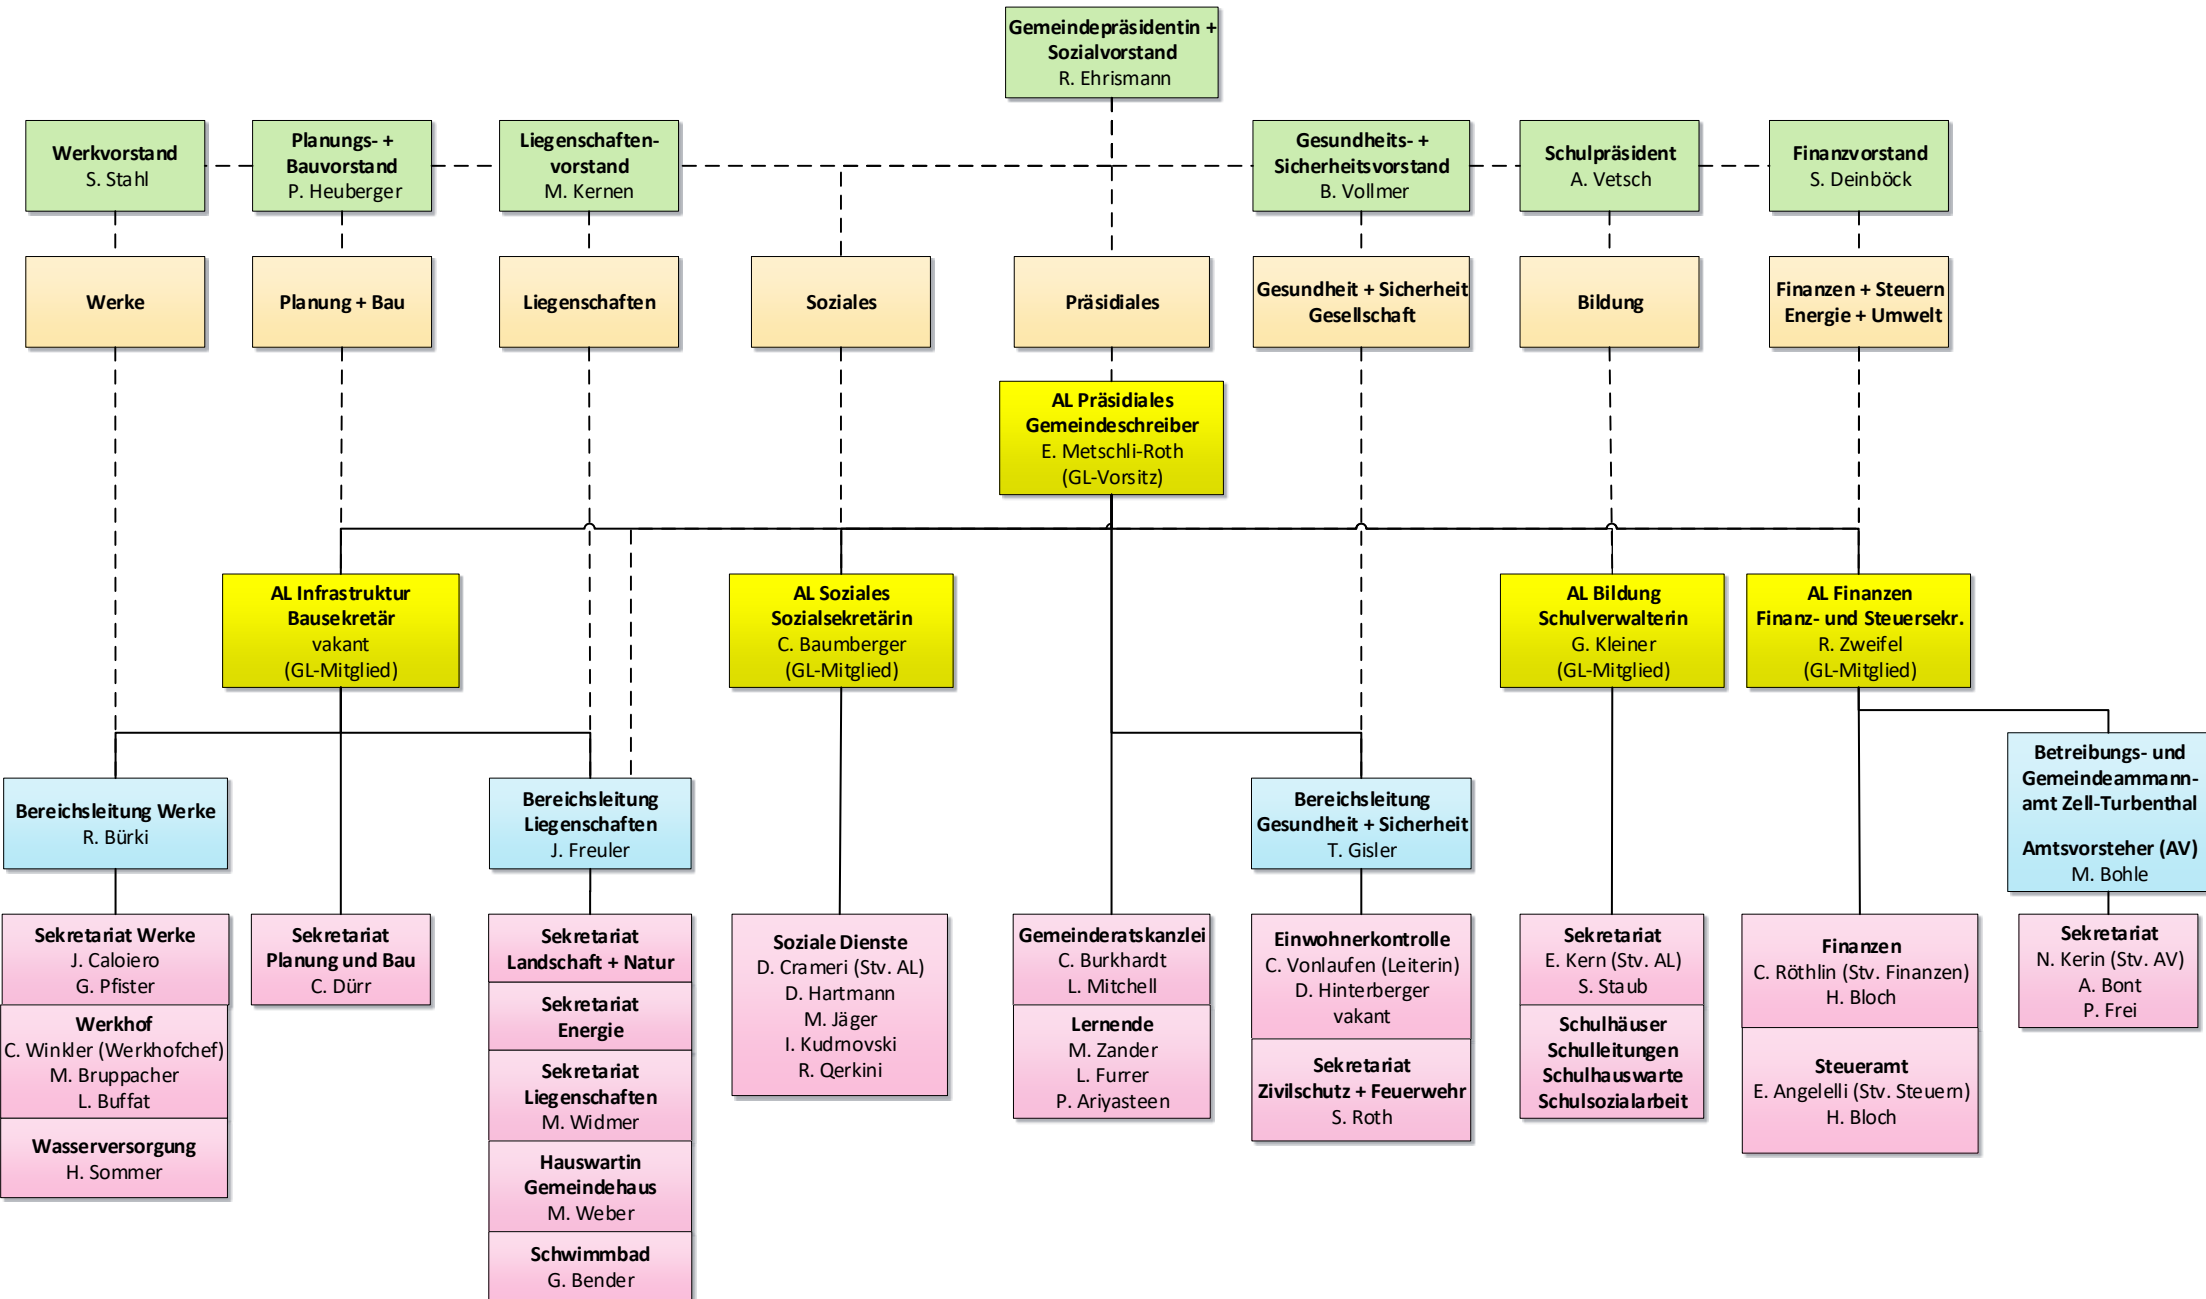 Gemeindepräsidentin +
Sozialvorstand
R. Ehrismann
Werkvorstand
S. Stahl
Planungs- +
Bauvorstand
P. Heuberger
Liegenschaften-
vorstand
M. Kernen
Gesundheits- +
Sicherheitsvorstand
B. Vollmer
Schulpräsident
A. Vetsch
Finanzvorstand
S. Deinböck
Werke
Planung + Bau
Liegenschaften
Soziales
Präsidiales
Gesundheit + Sicherheit
Gesellschaft
Bildung
Finanzen + Steuern
Energie + Umwelt
AL Präsidiales
Gemeindeschreiber
E. Metschli-Roth
(GL-Vorsitz)
AL Infrastruktur
Bausekretär
vakant
(GL-Mitglied)
AL Soziales
Sozialsekretärin
C. Baumberger
(GL-Mitglied)
AL Bildung
Schulverwalterin
G. Kleiner
(GL-Mitglied)
AL Finanzen
Finanz- und Steuersekr.
R. Zweifel
(GL-Mitglied)
Bereichsleitung Werke
R. Bürki
Bereichsleitung
Liegenschaften
J. Freuler
Bereichsleitung
Gesundheit + Sicherheit
T. Gisler
Betreibungs- und
Gemeindeammann-
amt Zell-Turbenthal
Amtsvorsteher (AV)
M. Bohle
Sekretariat Werke
J. Caloiero
G. Pfister
Werkhof
C. Winkler (Werkhofchef)
M. Bruppacher
L. Buffat
Wasserversorgung
H. Sommer
Sekretariat
Planung und Bau
C. Dürr
Sekretariat
Landschaft + Natur
Sekretariat
Energie
Sekretariat
Liegenschaften
M. Widmer
Hauswartin
Gemeindehaus
M. Weber
Schwimmbad
G. Bender
Soziale Dienste
D. Crameri (Stv. AL)
D. Hartmann
M. Jäger
I. Kudrnovski
R. Qerkini
Gemeinderatskanzlei
C. Burkhardt
L. Mitchell
Lernende
M. Zander
L. Furrer
P. Ariyasteen
Einwohnerkontrolle
C. Vonlaufen (Leiterin)
D. Hinterberger
vakant
Sekretariat
Zivilschutz + Feuerwehr
S. Roth
Sekretariat
E. Kern (Stv. AL)
S. Staub
Schulhäuser
Schulleitungen
Schulhauswarte
Schulsozialarbeit
Finanzen
C. Röthlin (Stv. Finanzen)
H. Bloch
Steueramt
E. Angelelli (Stv. Steuern)
H. Bloch
Sekretariat
N. Kerin (Stv. AV)
A. Bont
P. Frei